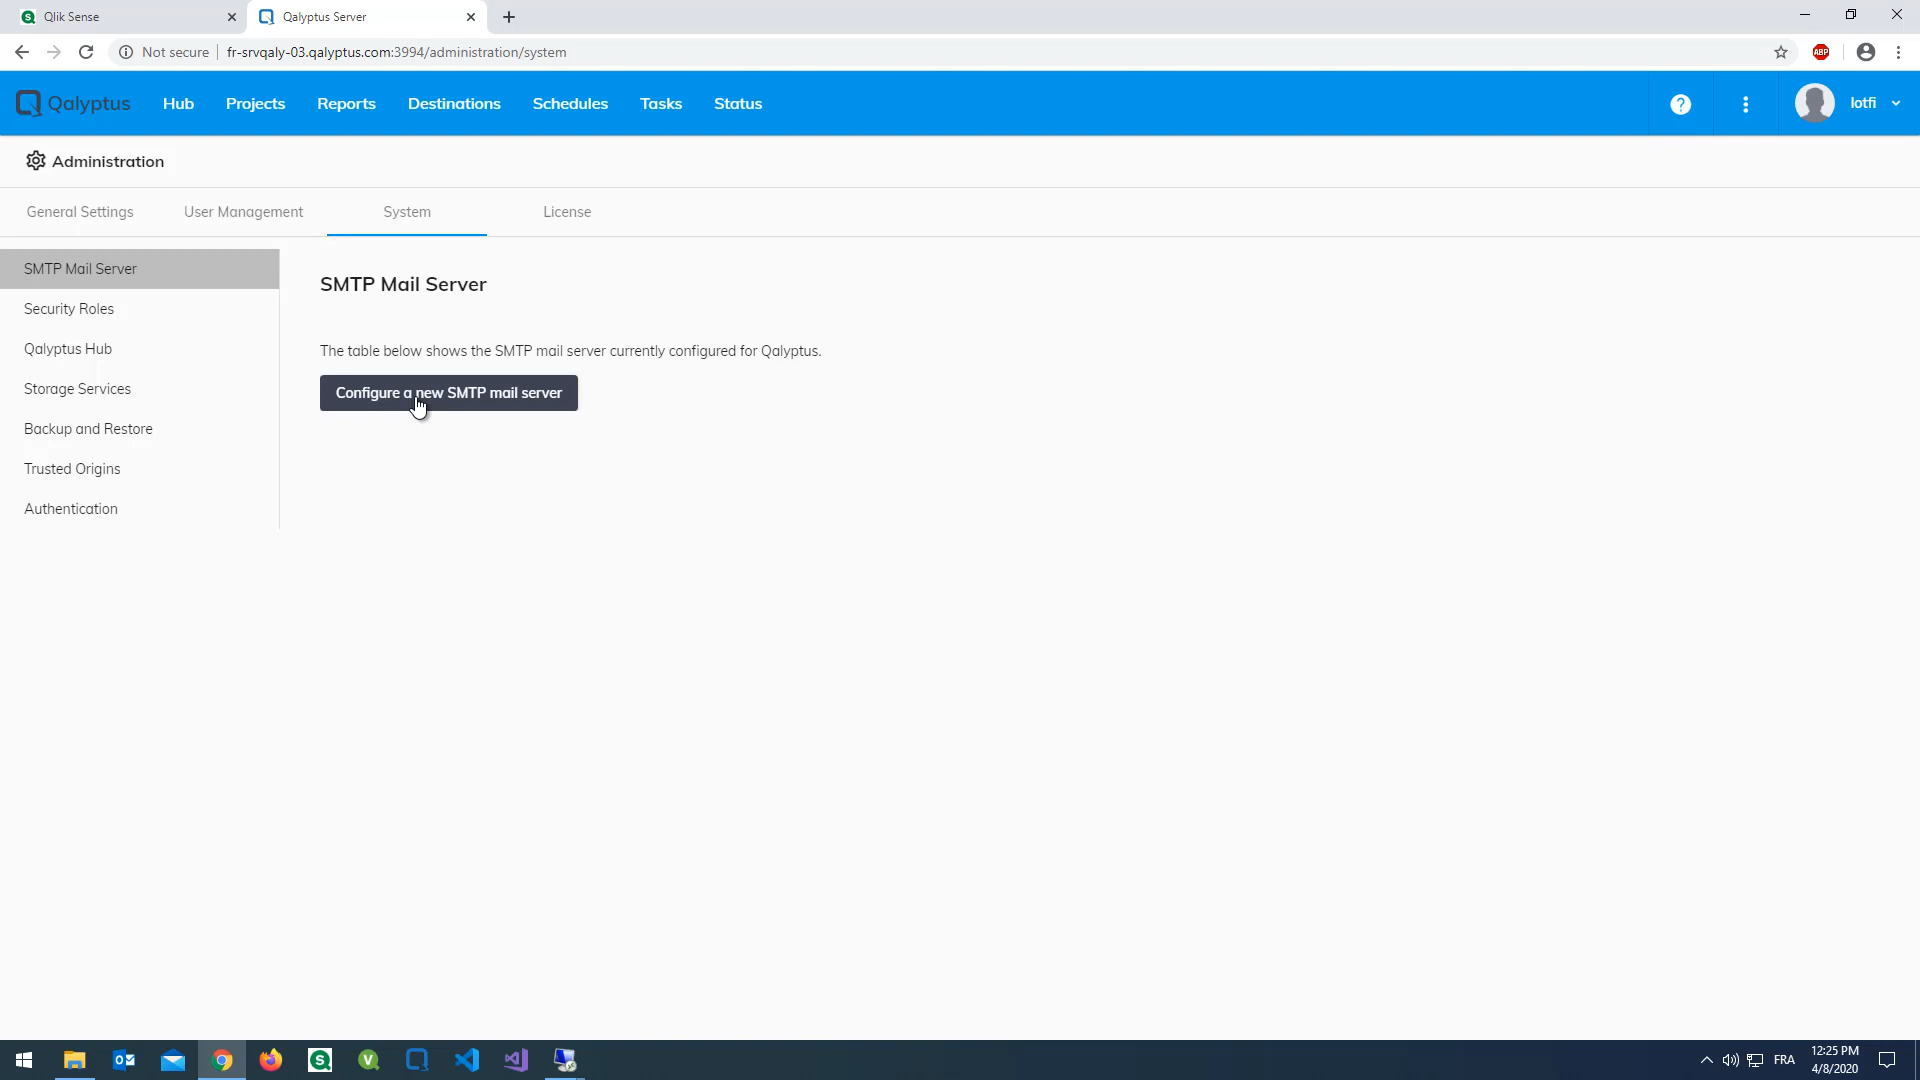 Qlik Sense
Qalyptus Server
Not secure
fr-srvqaly-03.qalyptus.com:3994/administration/system
ABP
Qalyptus
Hub
Projects
Reports
Destinations
Schedules
Tasks
Status
?
lotfi
Administration
General Settings
User Management
System
License
SMTP Mail Server
Security Roles
Qalyptus Hub
Storage Services
Backup and Restore
Trusted Origins
Authentication
SMTP Mail Server
The table below shows the SMTP mail server currently configured for Qalyptus.
Configure a new SMTP mail server
FRA
12:25 PM
4/8/2020